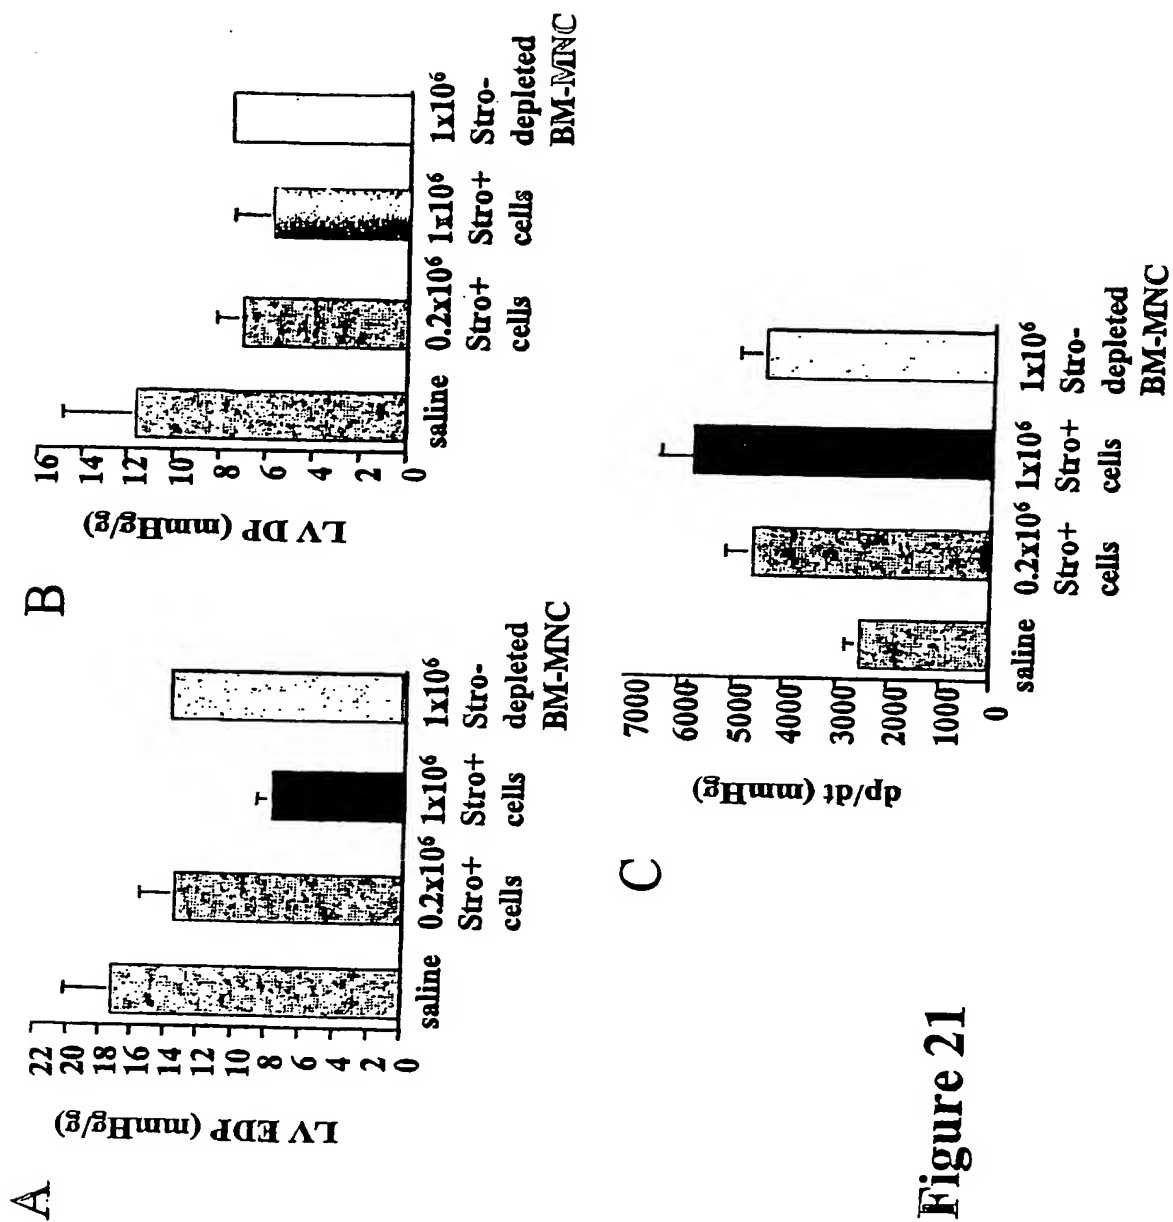 A
LV EDP (mmHg/g)
22
20
18
16
14
12
10
8
6
4
2
0
saline 0.2x10⁶ 1x10⁶ 1x10⁶
Stro+ Stro+ Stro-
cells cells depleted
BM-MNC
B
LV DP (mmHg/g)
16
14
12
10
8
6
4
2
0
saline 0.2x10⁶ 1x10⁶ 1x10⁶
Stro+ Stro+ Stro-
cells cells depleted
BM-MNC
C
dp/dt (mmHg)
7000
6000
5000
4000
3000
2000
1000
0
saline 0.2x10⁶ 1x10⁶ 1x10⁶
Stro+ Stro+ Stro-
cells cells depleted
BM-MNC
Figure 21